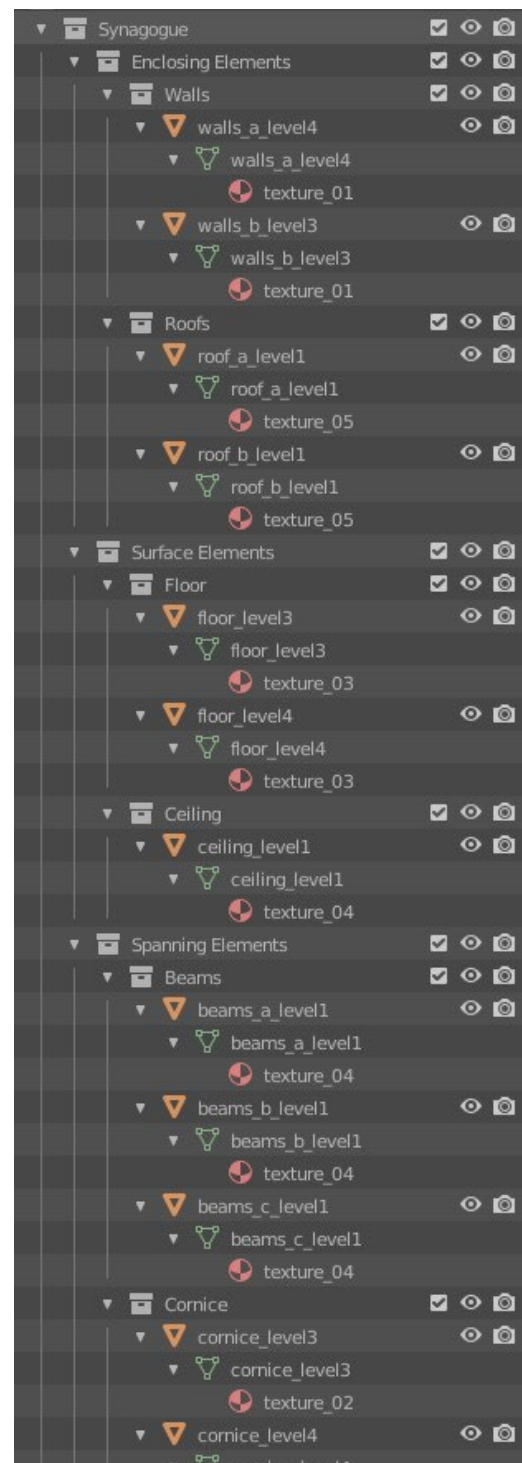 Synagogue
Enclosing Elements
Walls
walls_a_level4
walls_a_level4
texture_01
walls_b_level3
walls_b_level3
texture_01
Roofs
roof_a_level1
roof_a_level1
texture_05
roof_b_level1
roof_b_level1
texture_05
Surface Elements
Floor
floor_level3
floor_level3
texture_03
floor_level4
floor_level4
texture_03
Ceiling
ceiling_level1
ceiling_level1
texture_04
Spanning Elements
Beams
beams_a_level1
beams_a_level1
texture_04
beams_b_level1
beams_b_level1
texture_04
beams_c_level1
beams_c_level1
texture_04
Cornice
cornice_level3
cornice_level3
texture_02
cornice_level4